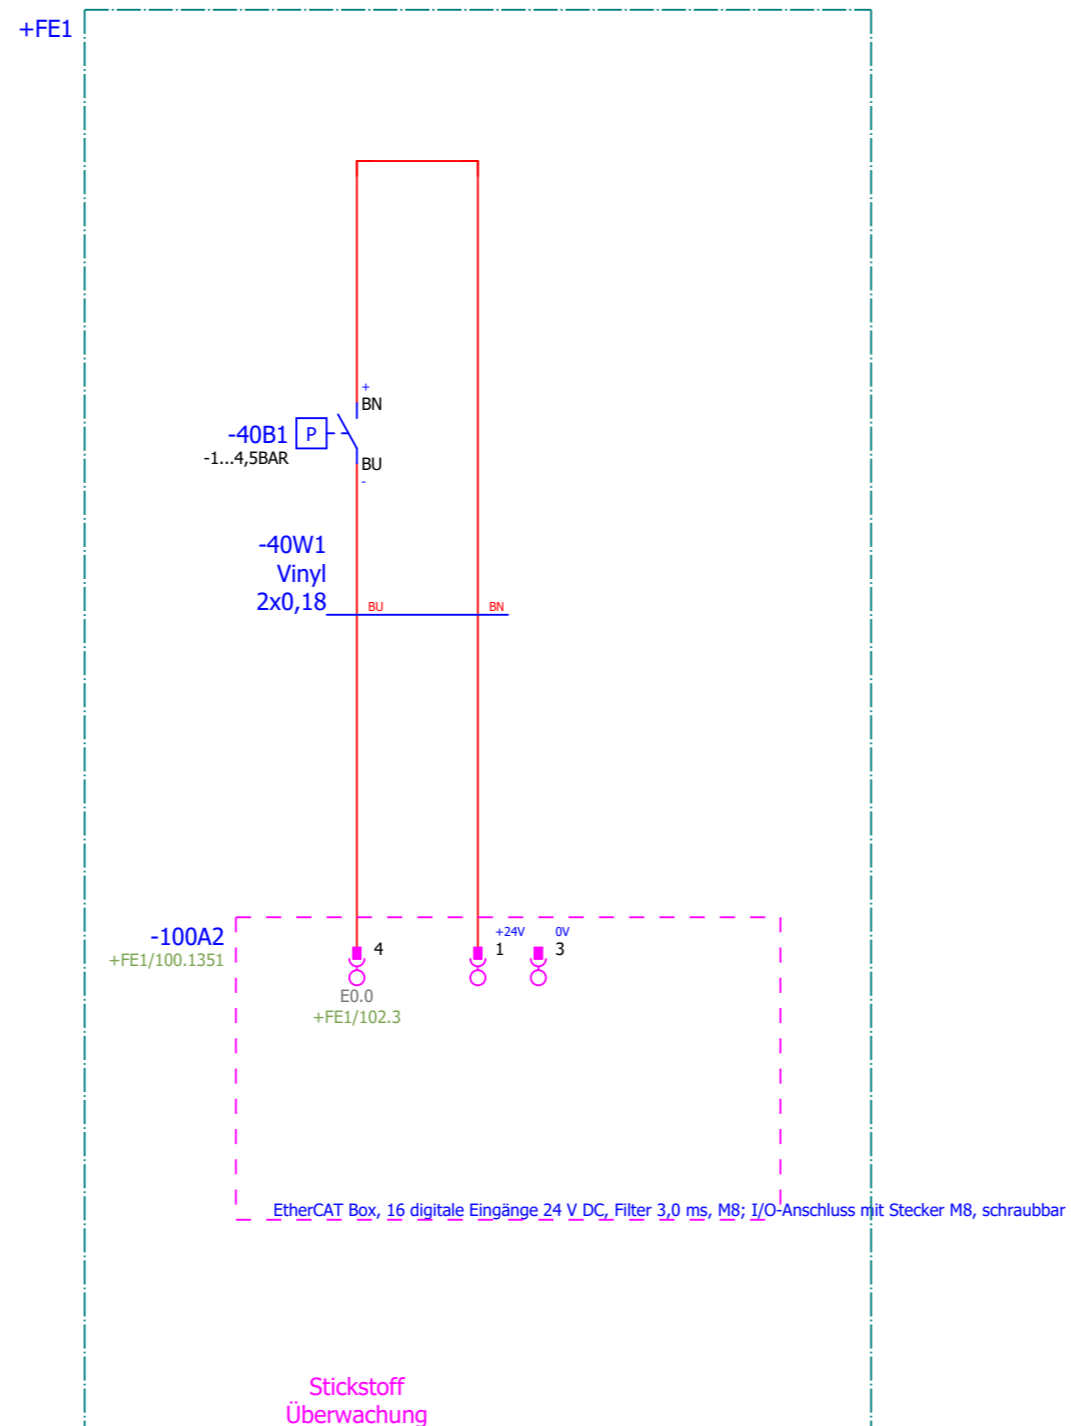 +FE1
+
BN
-40B1
P
-1...4,5BAR
BU
-
-40W1
Vinyl
2x0,18
BU
BN
-100A2
+FE1/100.1351
4
+24V
1
0V
3
E0.0
+FE1/102.3
EtherCAT Box, 16 digitale Eingänge 24 V DC, Filter 3,0 ms, M8; I/O-Anschluss mit Stecker M8, schraubbar
Stickstoff
Überwachung